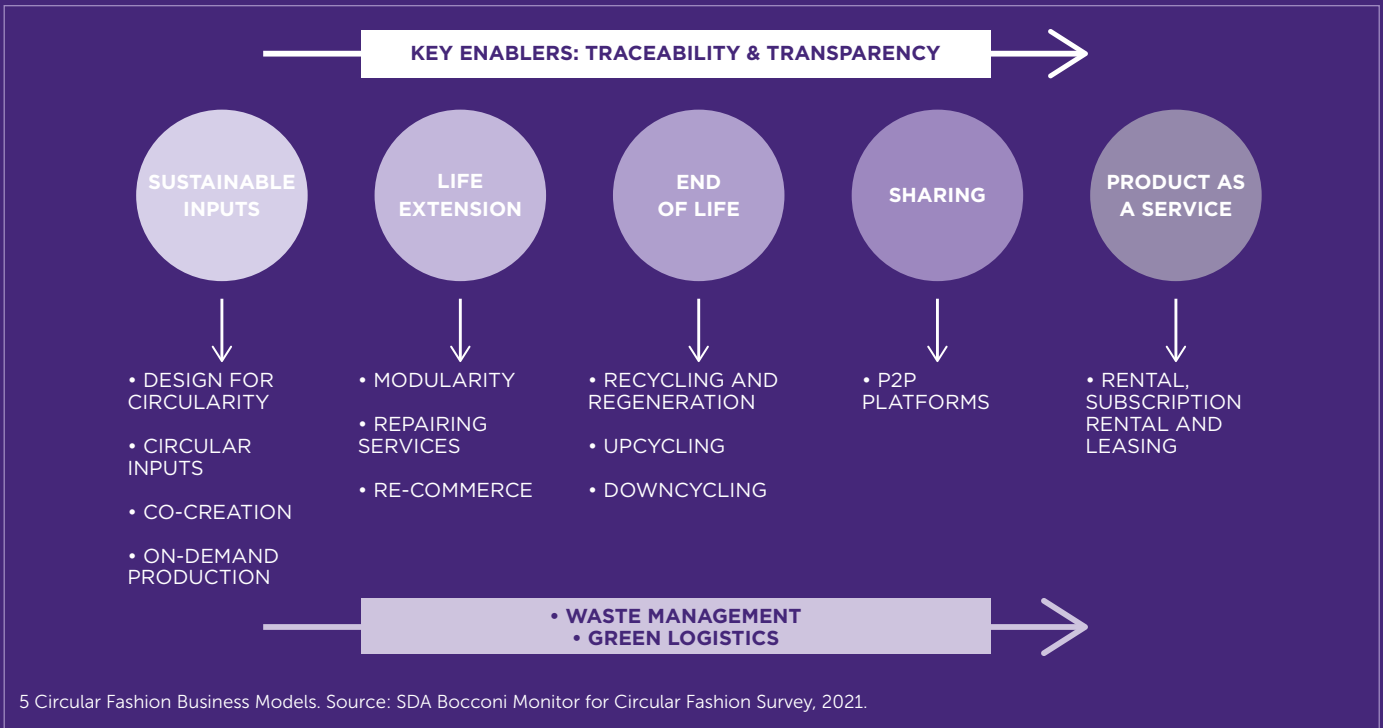 KEY ENABLERS: TRACEABILITY & TRANSPARENCY
SUSTAINABLE
INPUTS
LIFE
EXTENSION
END
OF LIFE
SHARING
PRODUCT AS
A SERVICE
• DESIGN FOR
CIRCULARITY
• CIRCULAR
INPUTS
• CO-CREATION
• ON-DEMAND
PRODUCTION
• MODULARITY
• REPAIRING
SERVICES
• RE-COMMERCE
• RECYCLING AND
REGENERATION
• UPCYCLING
• DOWNCYCLING
• P2P
PLATFORMS
• RENTAL,
SUBSCRIPTION
RENTAL AND
LEASING
• WASTE MANAGEMENT
• GREEN LOGISTICS
5 Circular Fashion Business Models. Source: SDA Bocconi Monitor for Circular Fashion Survey, 2021.